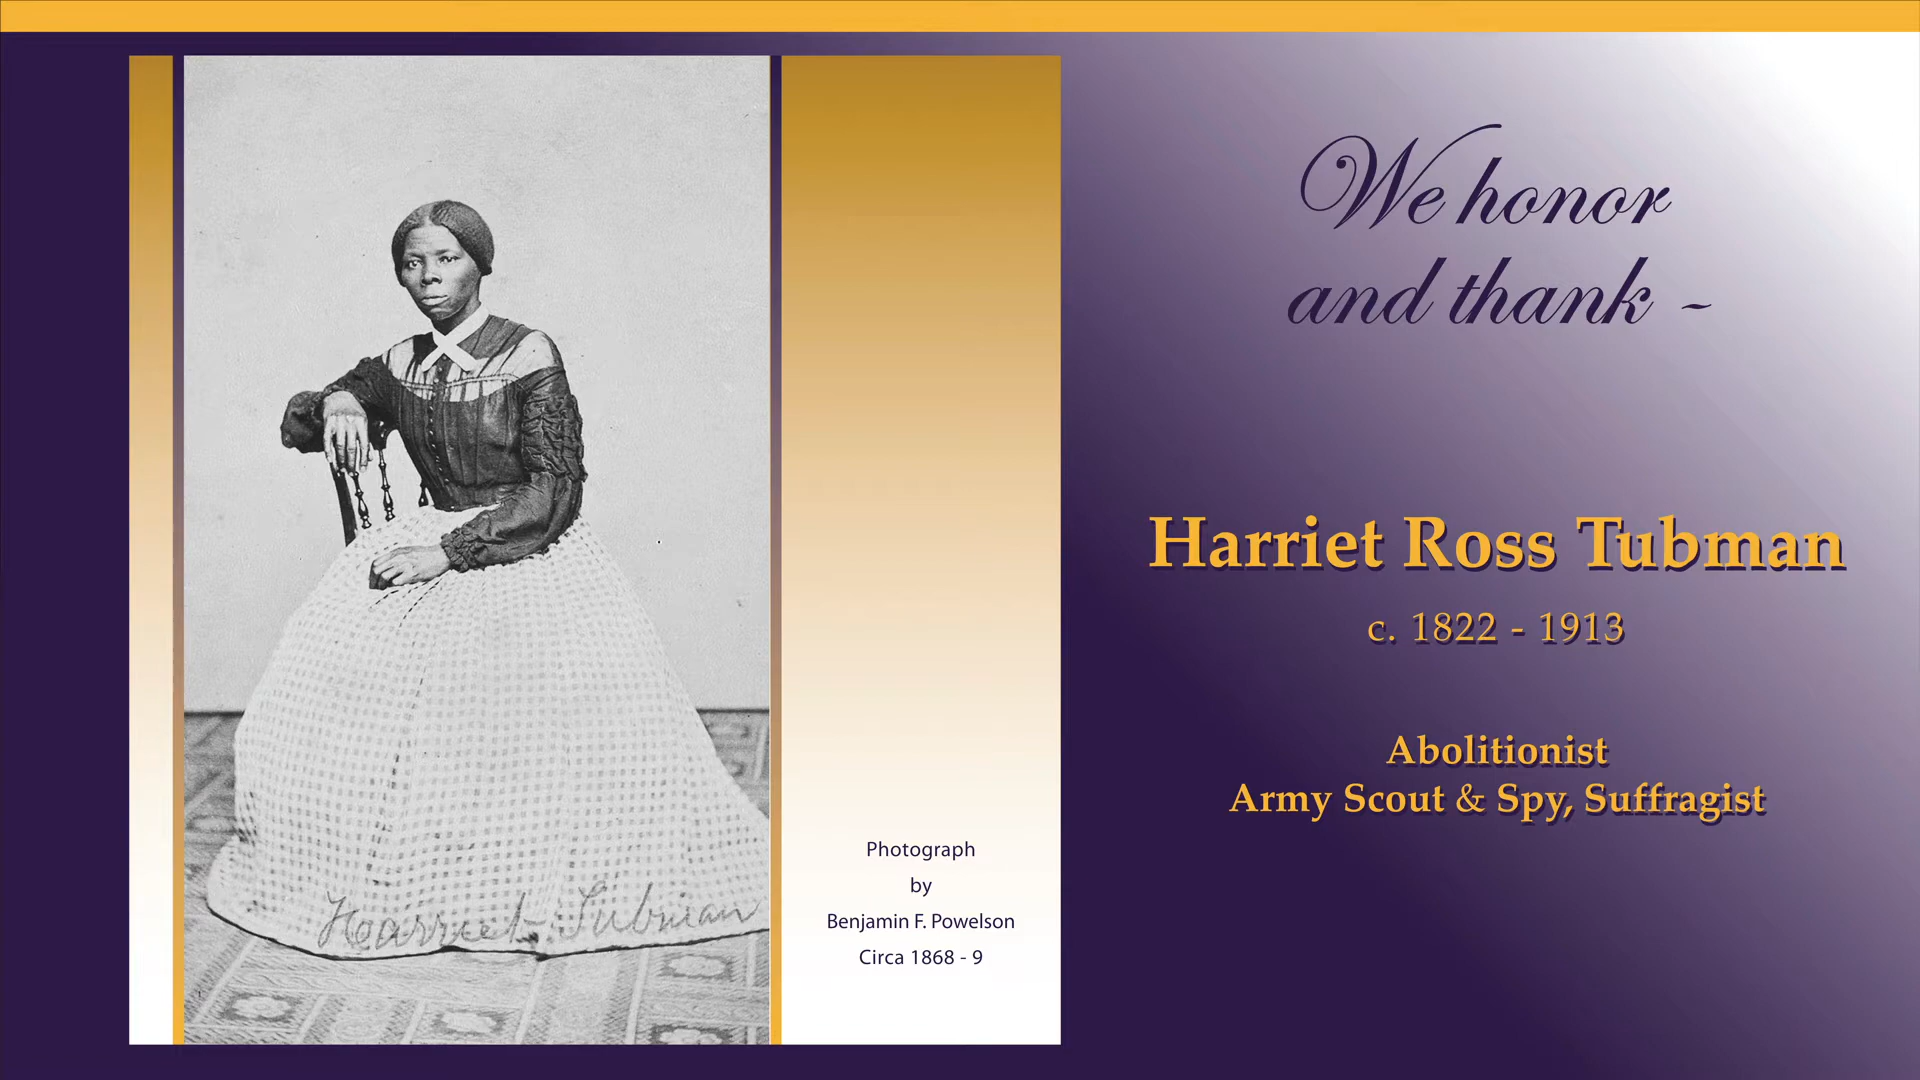 We honor
and thank -
Harriet Ross Tubman
c. 1822 - 1913
Abolitionist
Army Scout & Spy, Suffragist
Photograph
by
Benjamin F. Powelson
Circa 1868 - 9
Harriet Tubman